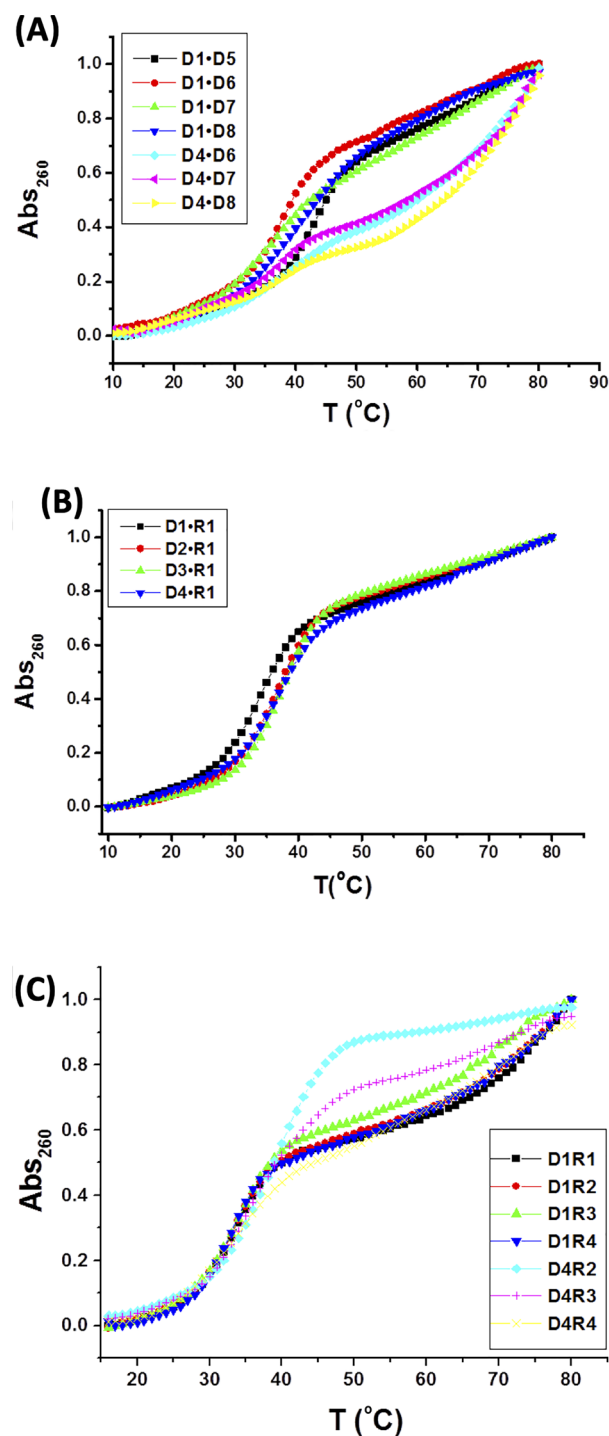 (A)
D1•D5
D1•D6
D1•D7
D1•D8
D4•D6
D4•D7
D4•D8
Abs260
1.0
0.8
0.6
0.4
0.2
0.0
10 20 30 40 50 60 70 80 90
T (°C)
(B)
D1•R1
D2•R1
D3•R1
D4•R1
Abs260
1.0
0.8
0.6
0.4
0.2
0.0
10 20 30 40 50 60 70 80
T(°C)
(C)
Abs260
1.0
0.8
0.6
0.4
0.2
0.0
D1R1
D1R2
D1R3
D1R4
D4R2
D4R3
D4R4
20 30 40 50 60 70 80
T (°C)